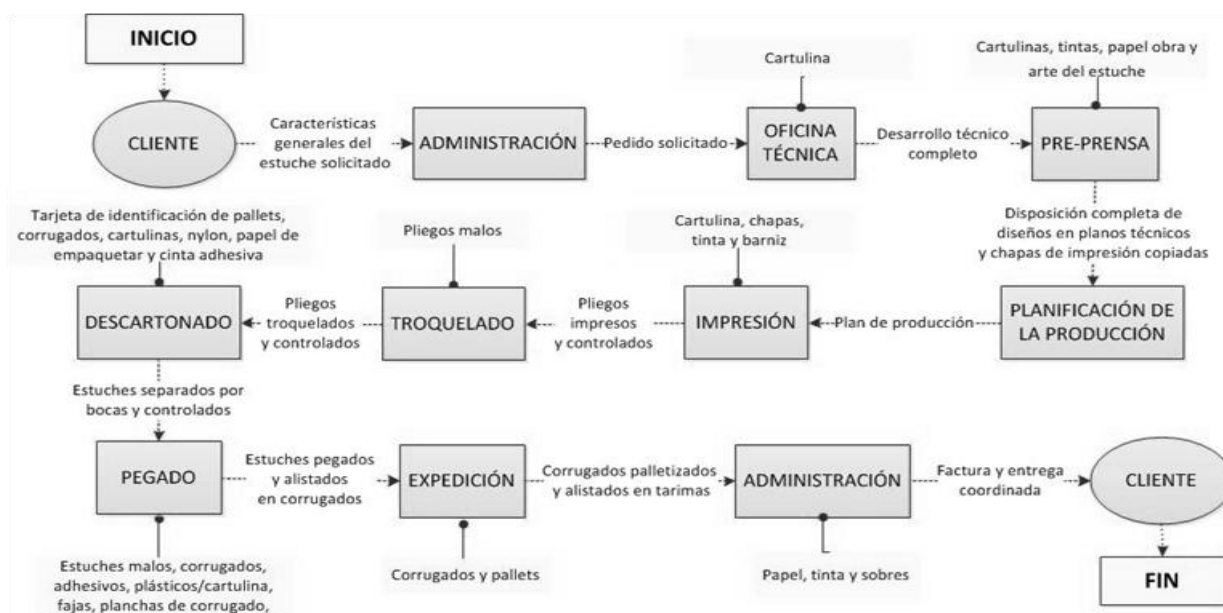 INICIO
Cartulina
Cartulinas, tintas, papel obra y
arte del estuche
CLIENTE
Características
generales del
estuche solicitado
ADMINISTRACIÓN
Pedido solicitado
OFICINA
TÉCNICA
Desarrollo técnico
completo
PRE-PRENSA
Tarjeta de identificación de pallets,
corrugados, cartulinas, nylon, papel de
empaquetar y cinta adhesiva
Pliegos malos
Cartulina, chapas,
tinta y barniz
Disposición completa de
diseños en planos técnicos
y chapas de impresión copiadas
DESCARTONADO
Pliegos
troquelados
y controlados
TROQUELADO
Pliegos
impresos
y controlados
IMPRESIÓN
Plan de producción
PLANIFICACIÓN DE
LA PRODUCCIÓN
Estuches separados por
bocas y controlados
PEGADO
Estuches pegados
y alistados
en corrugados
EXPEDICIÓN
Corrugados palletizados
y alistados en tarimas
ADMINISTRACIÓN
Factura y entrega
coordinada
CLIENTE
Estuches malos, corrugados,
adhesivos, plásticos/cartulina,
fajas, planchas de corrugado,
Corrugados y pallets
Papel, tinta y sobres
FIN